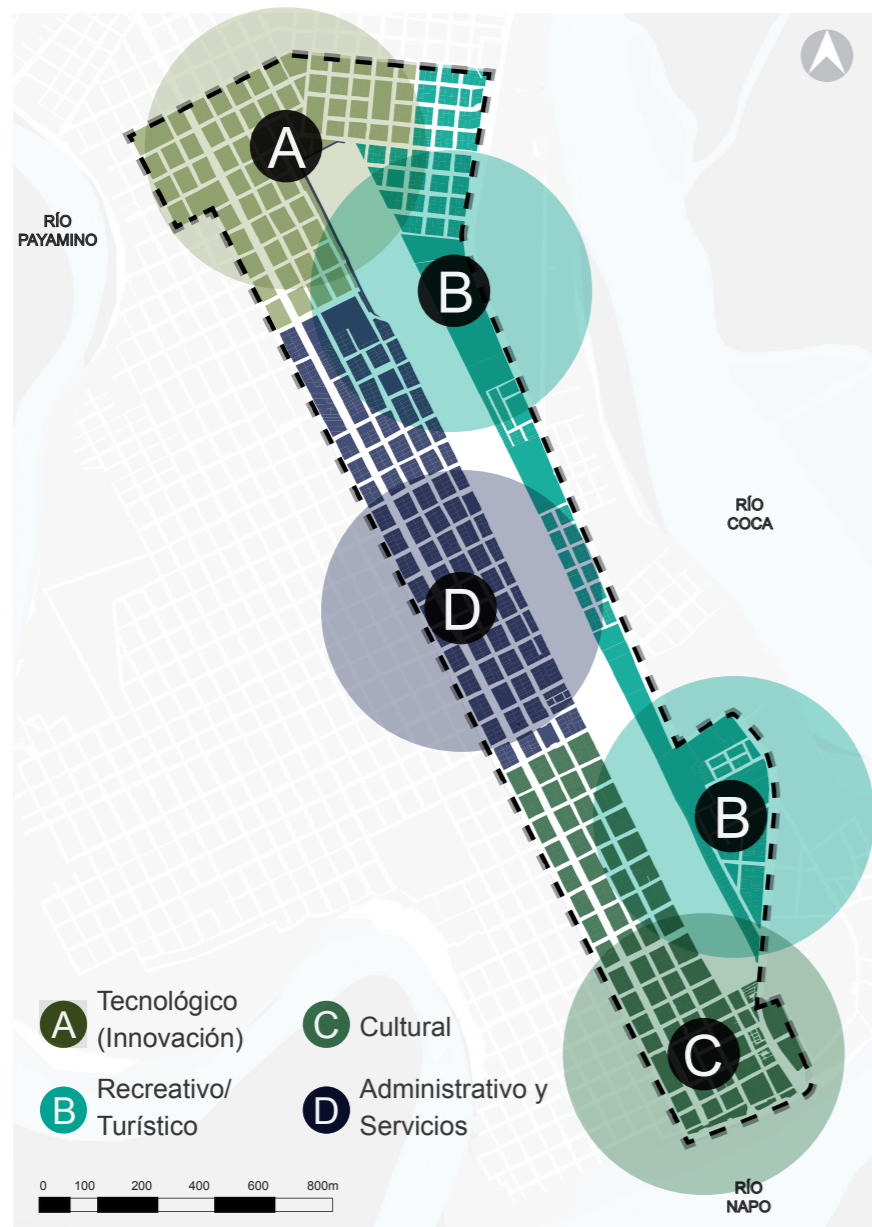 A
RÍO
PAYAMINO
B
RÍO
COCA
D
B
C
A Tecnológico
(Innovación)
B Recreativo/
Turístico
C Cultural
D Administrativo y
Servicios
0 100 200 400 600 800m
RÍO
NAPO